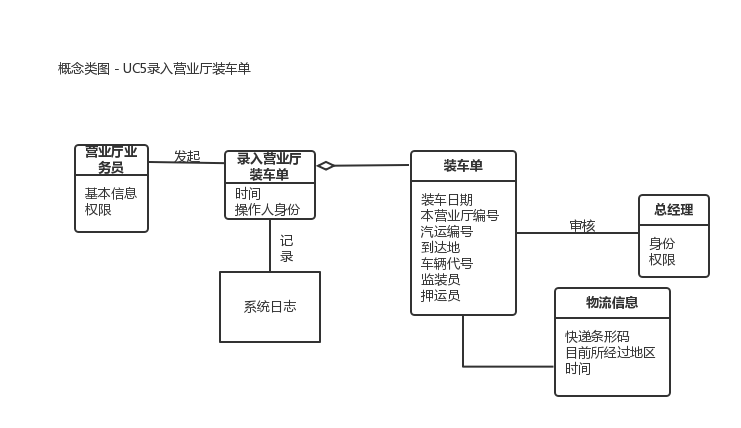 概念类图 - UC5录入营业厅装车单
营业厅业
务员
基本信息
权限
发起
录入营业厅
装车单
时间
操作人身份
记
录
系统日志
装车单
装车日期
本营业厅编号
汽运编号
到达地
车辆代号
监装员
押运员
审核
总经理
身份
权限
物流信息
快递条形码
目前所经过地区
时间